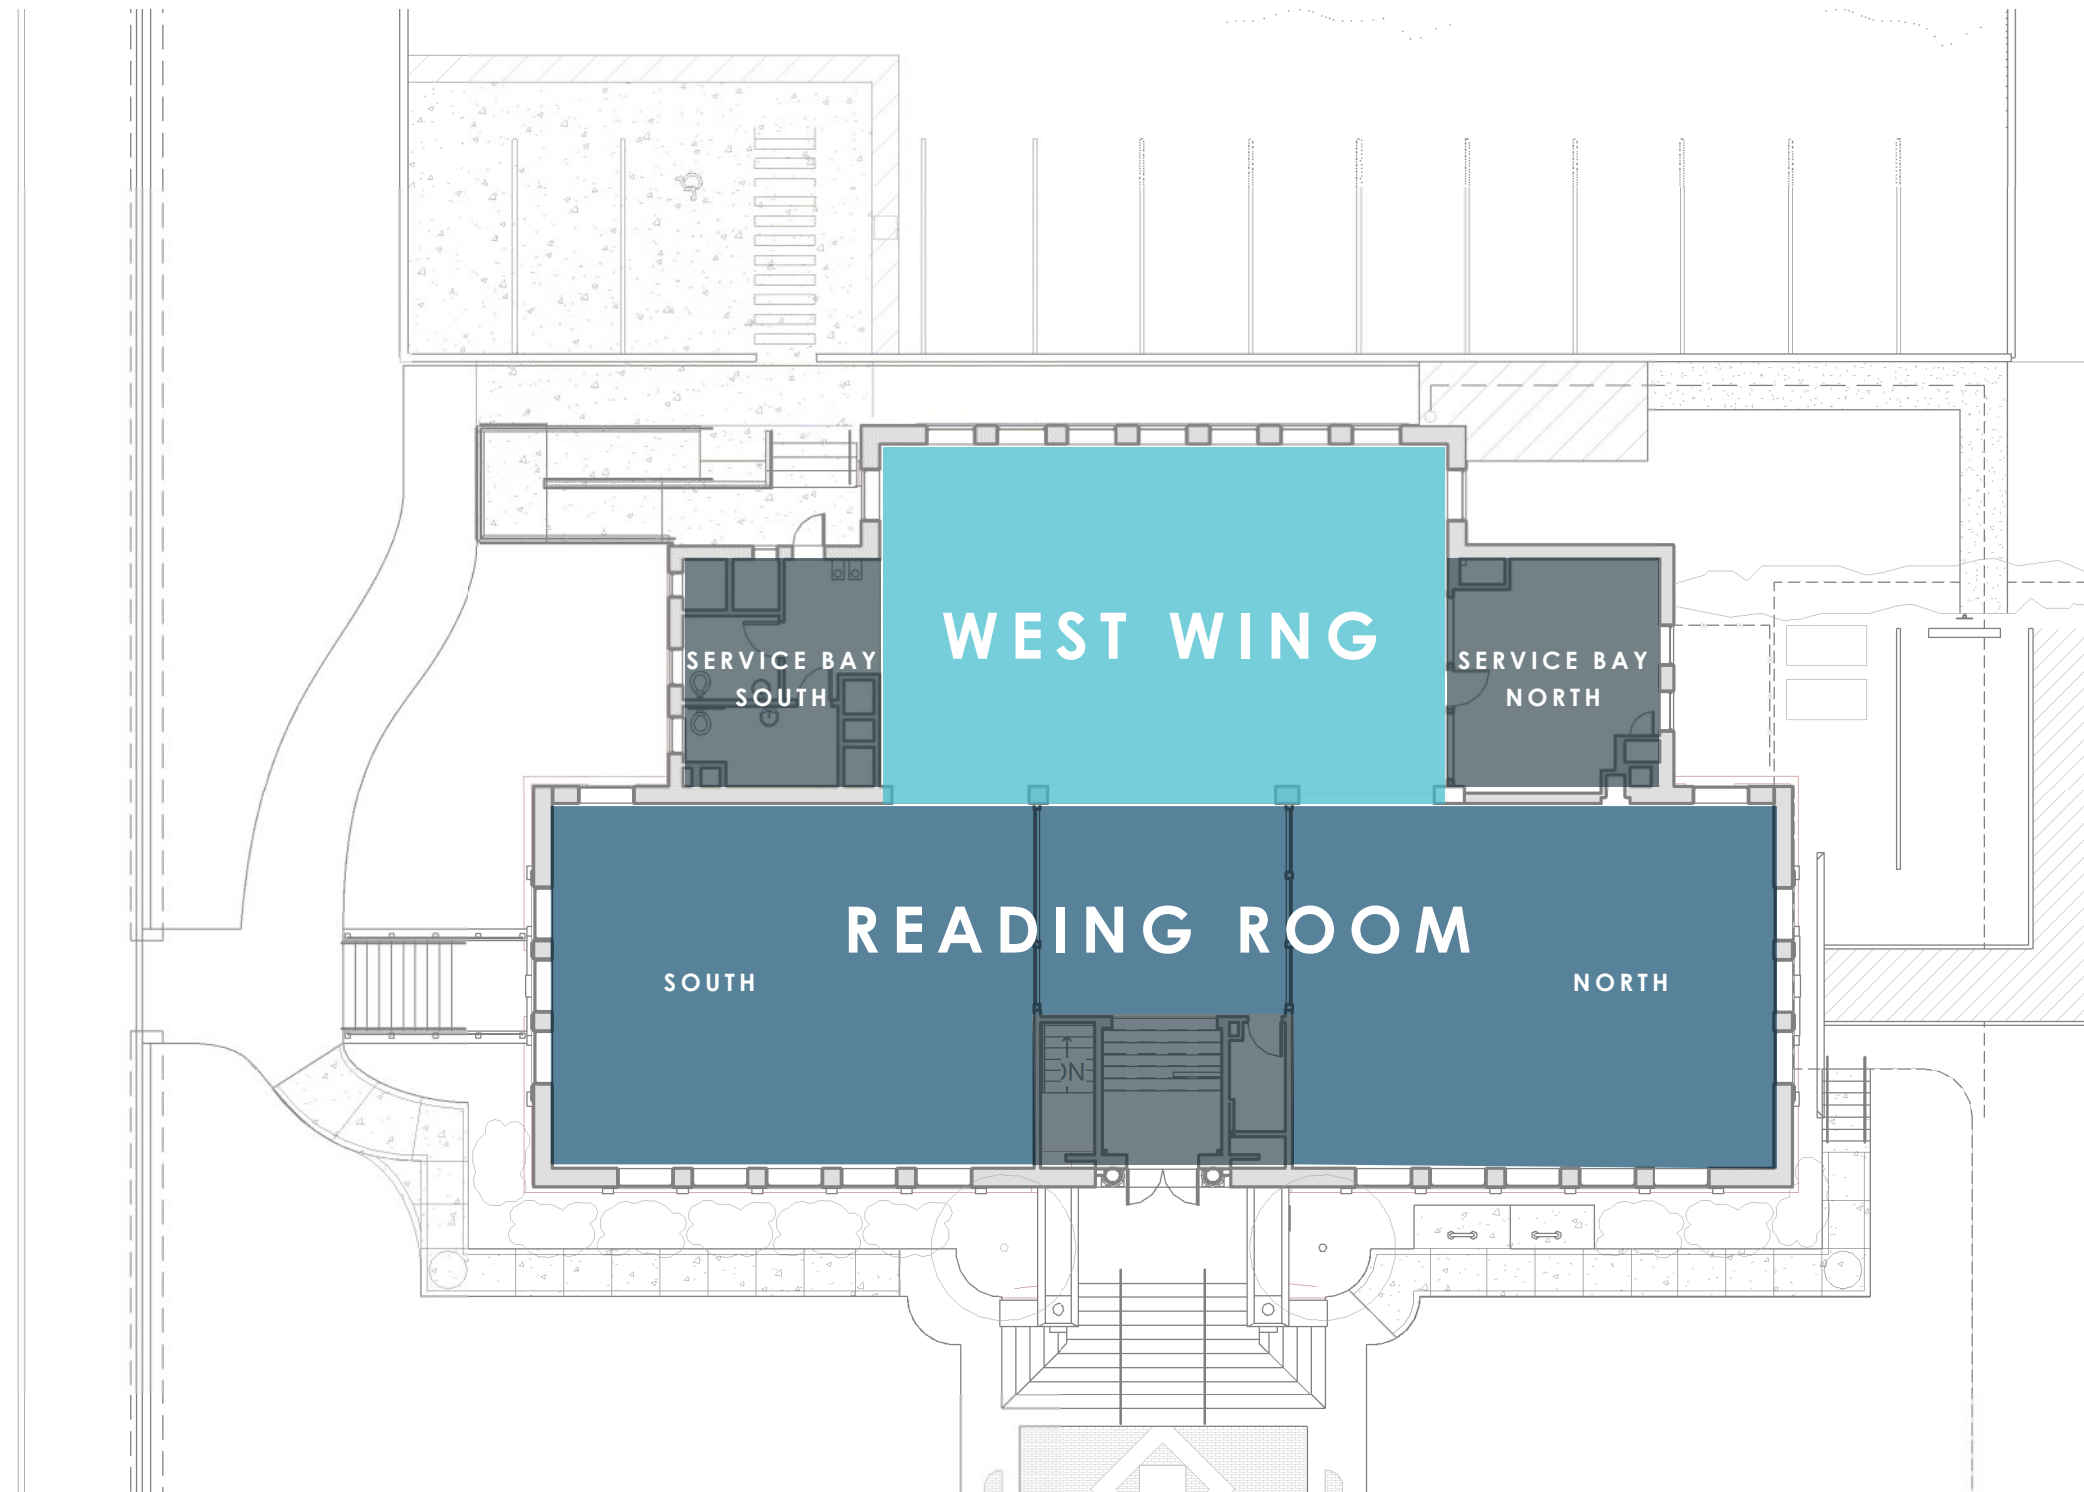 WEST WING
SERVICE BAY
SOUTH
SERVICE BAY
NORTH
READING ROOM
SOUTH
NORTH
DN